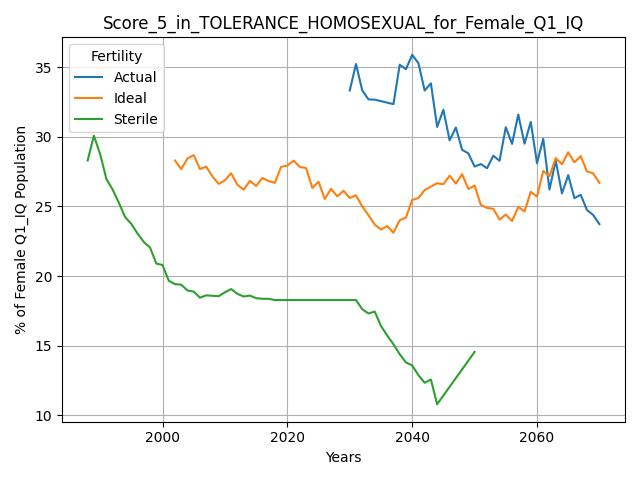 Score_5_in_TOLERANCE_HOMOSEXUAL_for_Female_Q1_IQ
Fertility
Actual
Ideal
Sterile
% of Female Q1_IQ Population
35
30
25
20
15
10
2000 2020 2040 2060
Years